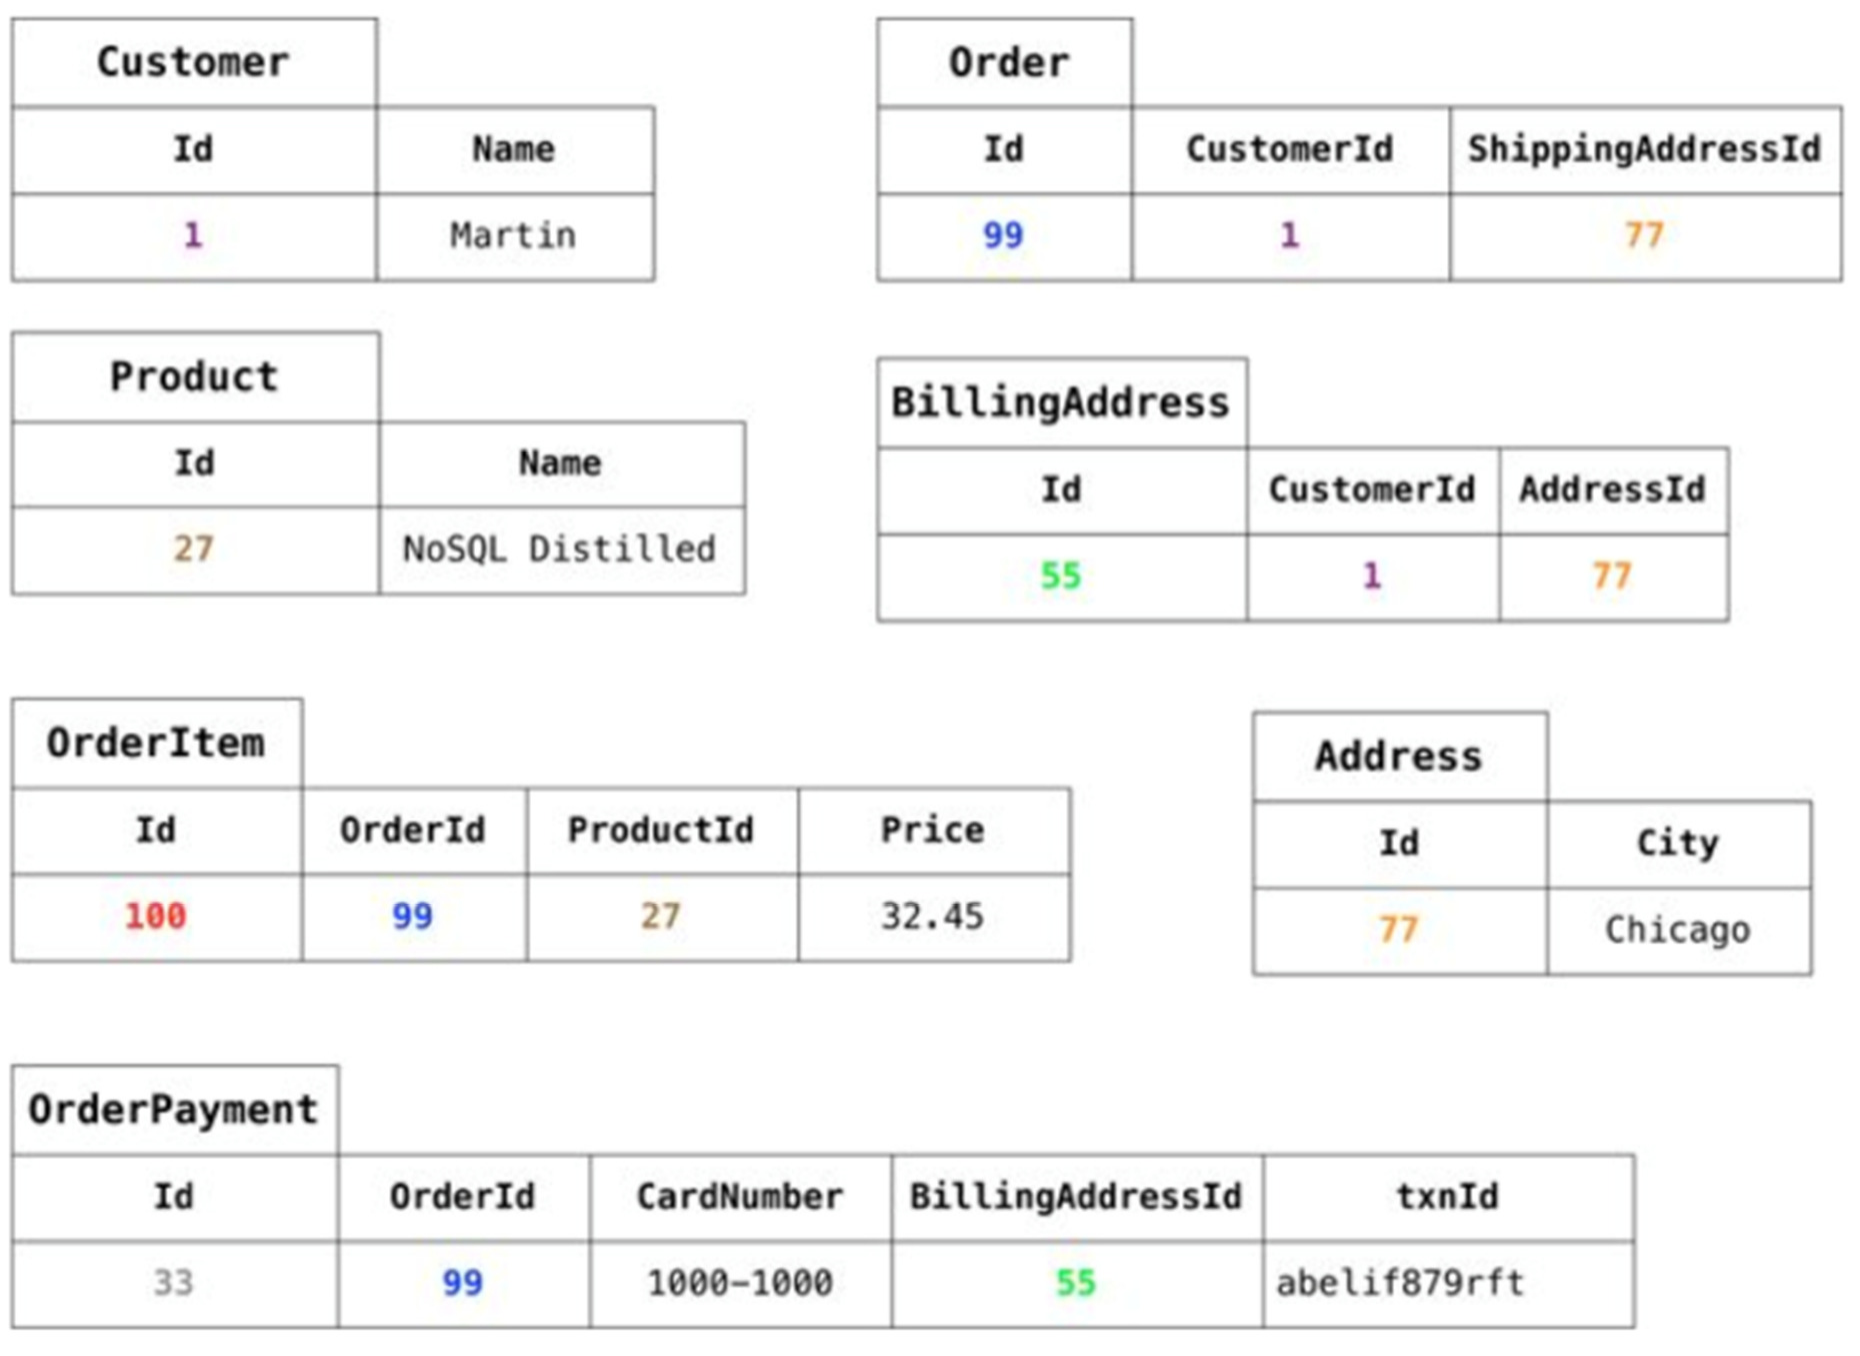 Customer
Id Name
1 Martin
Order
Id CustomerId ShippingAddressId
99 1 77
Product
Id Name
27 NoSQL Distilled
BillingAddress
Id CustomerId AddressId
55 1 77
OrderItem
Id OrderId ProductId Price
100 99 27 32.45
Address
Id City
77 Chicago
OrderPayment
Id OrderId CardNumber BillingAddressId txnId
33 99 1000–1000 55 abelif879rft